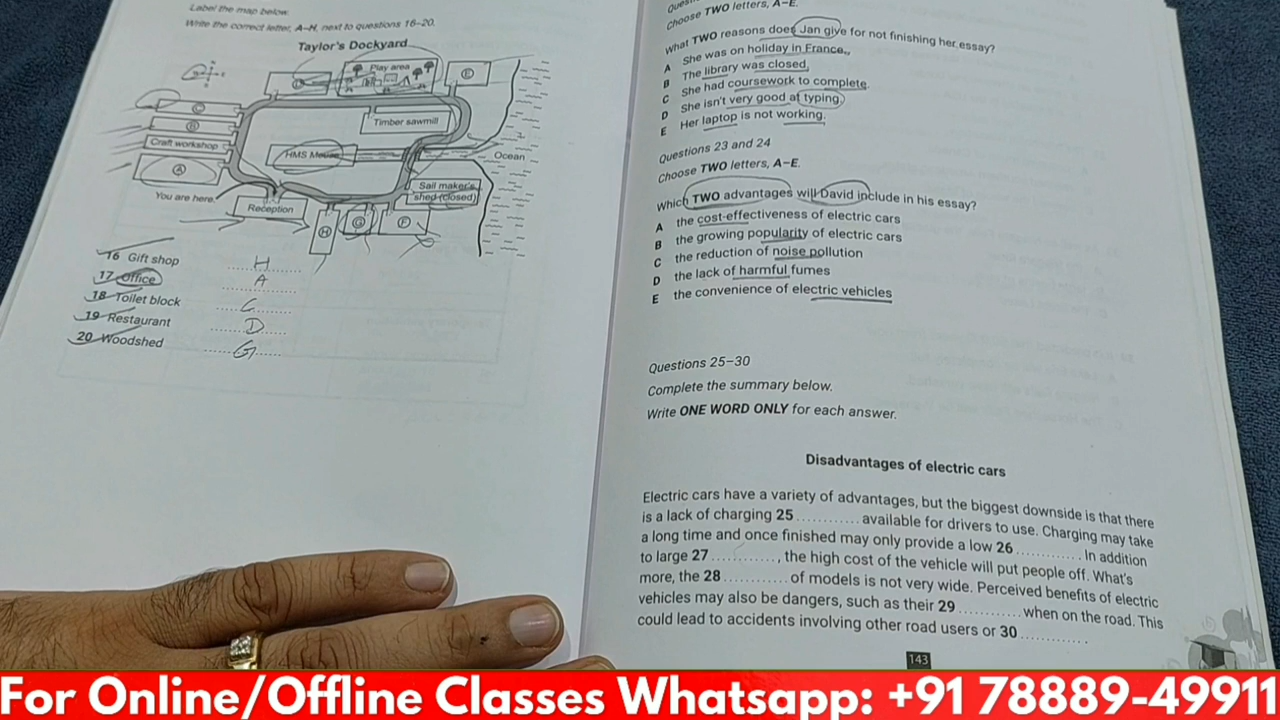 Label the map below.
Write the correct letter, A–H, next to questions 16–20.
Taylor's Dockyard
Play area
D
E
C
Timber sawmill
B
Craft workshop
HMS Mouse
Ocean
A
You are here.
Sail maker's
shed (closed)
Reception
H
G
F
16 Gift shop H
17 Office A
18 Toilet block C
19 Restaurant D
20 Woodshed G
Choose TWO letters, A–E.
What TWO reasons does Jan give for not finishing her essay?
A She was on holiday in France.
B The library was closed.
C She had coursework to complete.
D She isn't very good at typing.
E Her laptop is not working.
Questions 23 and 24
Choose TWO letters, A–E.
Which TWO advantages will David include in his essay?
A the cost-effectiveness of electric cars
B the growing popularity of electric cars
C the reduction of noise pollution
D the lack of harmful fumes
E the convenience of electric vehicles
Questions 25–30
Complete the summary below.
Write ONE WORD ONLY for each answer.
Disadvantages of electric cars
Electric cars have a variety of advantages, but the biggest downside is that there
is a lack of charging 25 ............ available for drivers to use. Charging may take
a long time and once finished may only provide a low 26 ............ . In addition
to large 27 ............ , the high cost of the vehicle will put people off. What's
more, the 28 ............ of models is not very wide. Perceived benefits of electric
vehicles may also be dangers, such as their 29 ............ when on the road. This
could lead to accidents involving other road users or 30 ............ .
143
For Online/Offline Classes Whatsapp: +91 78889-49911